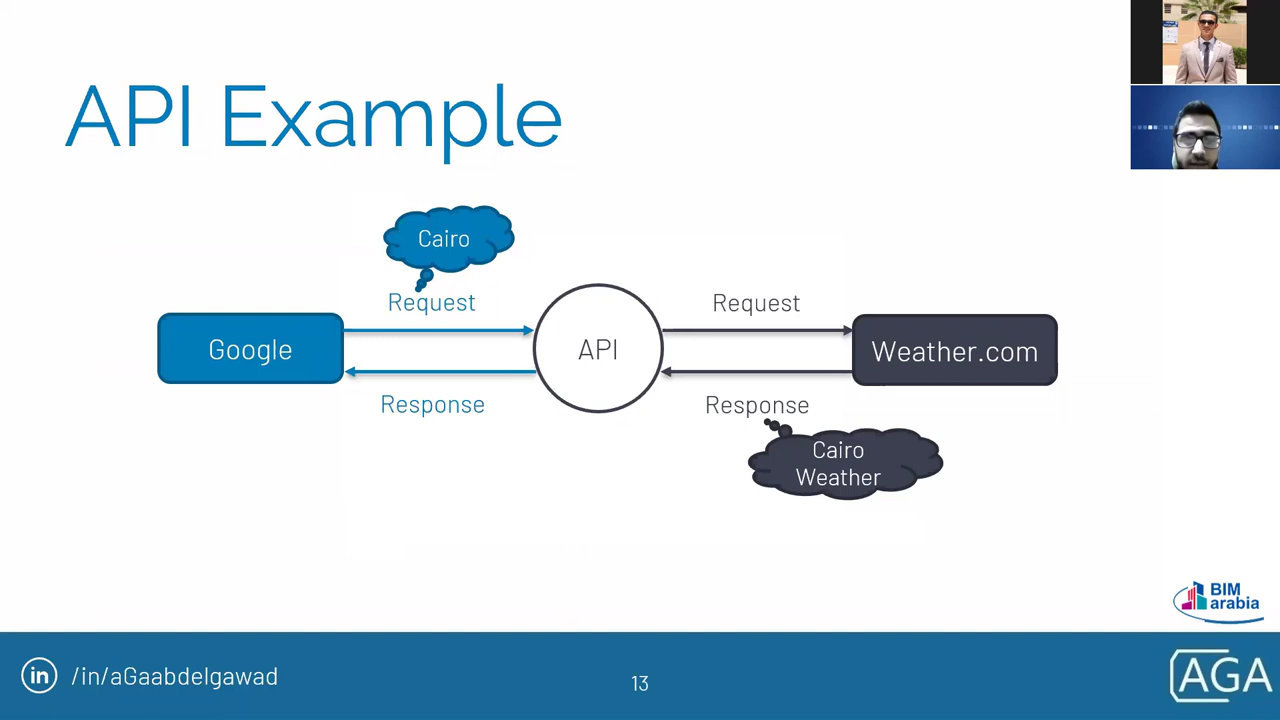 API Example
Cairo
Request
Request
Google
API
Weather.com
Response
Response
Cairo
Weather
BIM
arabia
in
/in/aGaabdelgawad
13
AGA